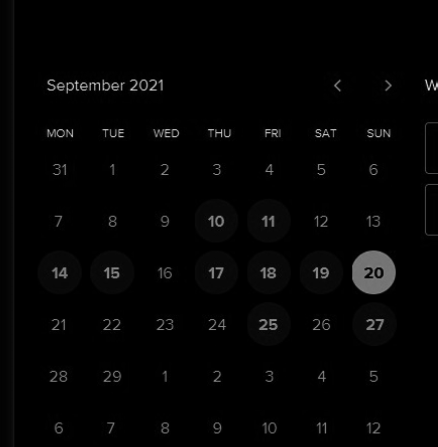 September 2021 < > W
MON TUE WED THU FRI SAT SUN
31 1 2 3 4 5 6
7 8 9 10 11 12 13
14 15 16 17 18 19 20
21 22 23 24 25 26 27
28 29 1 2 3 4 5
6 7 8 9 10 11 12